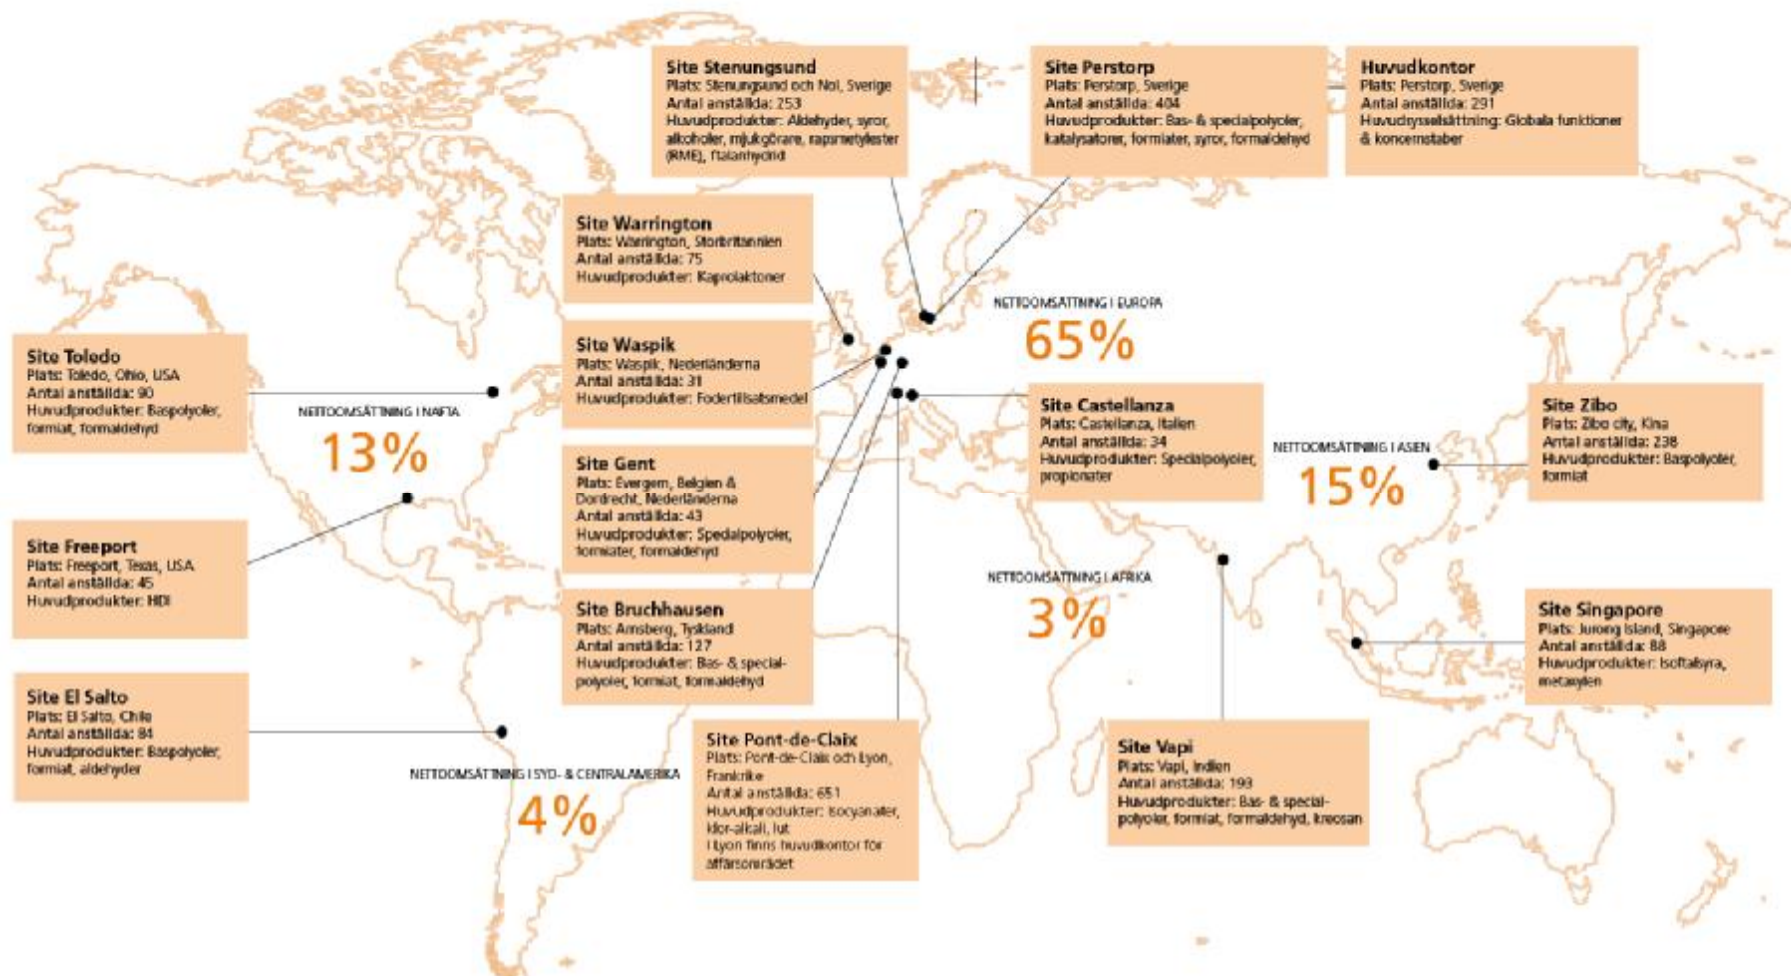 Site Stenungsund
Plats: Stenungsund och Nol, Sverige
Antal anställda: 253
Huvudprodukter: Aldehyder, syror,
alkoholer, mjukgörare, rapsmetylester
(RME), ftalanhydrid
Site Perstorp
Plats: Perstorp, Sverige
Antal anställda: 404
Huvudprodukter: Bas- & specialpolyoler,
katalysatorer, formiater, syror, formaldehyd
Huvudkontor
Plats: Perstorp, Sverige
Antal anställda: 291
Huvudsysselsättning: Globala funktioner
& koncernstaber
Site Warrington
Plats: Warrington, Storbritannien
Antal anställda: 75
Huvudprodukter: Kaprolaktoner
NETTOOMSÄTTNING I EUROPA
65%
Site Waspik
Plats: Waspik, Nederländerna
Antal anställda: 31
Huvudprodukter: Fodertillsatsmedel
Site Toledo
Plats: Toledo, Ohio, USA
Antal anställda: 90
Huvudprodukter: Baspolyoler,
formiat, formaldehyd
NETTOOMSÄTTNING I NAFTA
13%
Site Castellanza
Plats: Castellanza, Italien
Antal anställda: 34
Huvudprodukter: Specialpolyoler,
propionater
NETTOOMSÄTTNING I ASIEN
15%
Site Zibo
Plats: Zibo city, Kina
Antal anställda: 238
Huvudprodukter: Baspolyoler,
formiat
Site Gent
Plats: Evergem, Belgien &
Dordrecht, Nederländerna
Antal anställda: 43
Huvudprodukter: Specialpolyoler,
formiater, formaldehyd
Site Freeport
Plats: Freeport, Texas, USA
Antal anställda: 45
Huvudprodukter: HDI
NETTOOMSÄTTNING I AFRIKA
3%
Site Bruchhausen
Plats: Arnsberg, Tyskland
Antal anställda: 127
Huvudprodukter: Bas- & special-
polyoler, formiat, formaldehyd
Site Singapore
Plats: Jurong Island, Singapore
Antal anställda: 88
Huvudprodukter: Isoftalsyra,
metaxylen
Site El Salto
Plats: El Salto, Chile
Antal anställda: 84
Huvudprodukter: Baspolyoler,
formiat, aldehyder
NETTOOMSÄTTNING I SYD- & CENTRALAMERIKA
4%
Site Pont-de-Claix
Plats: Pont-de-Claix och Lyon,
Frankrike
Antal anställda: 651
Huvudprodukter: Isocyanater,
klor-alkali, lut
I Lyon finns huvudkontor för
affärsområdet
Site Vapi
Plats: Vapi, Indien
Antal anställda: 193
Huvudprodukter: Bas- & special-
polyoler, formiat, formaldehyd, kreosan